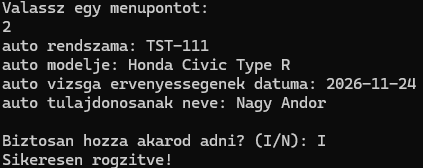 Valassz egy menupontot:
2
auto rendszama: TST-111
auto modelje: Honda Civic Type R
auto vizsga ervenyessegenek datuma: 2026-11-24
auto tulajdonosanak neve: Nagy Andor
Biztosan hozza akarod adni? (I/N): I
Sikeresen rogzitve!